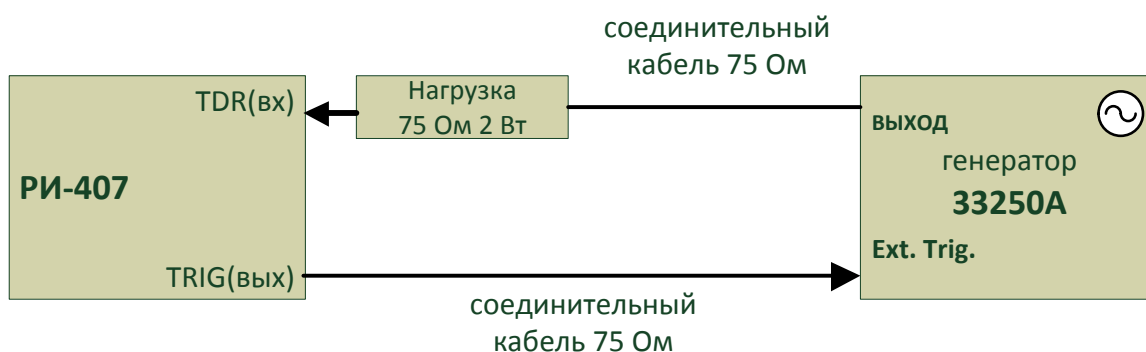 соединительный
кабель 75 Ом
TDR(вх)
Нагрузка
75 Ом 2 Вт
выход
РИ-407
генератор
33250А
Ext. Trig.
TRIG(вых)
соединительный
кабель 75 Ом